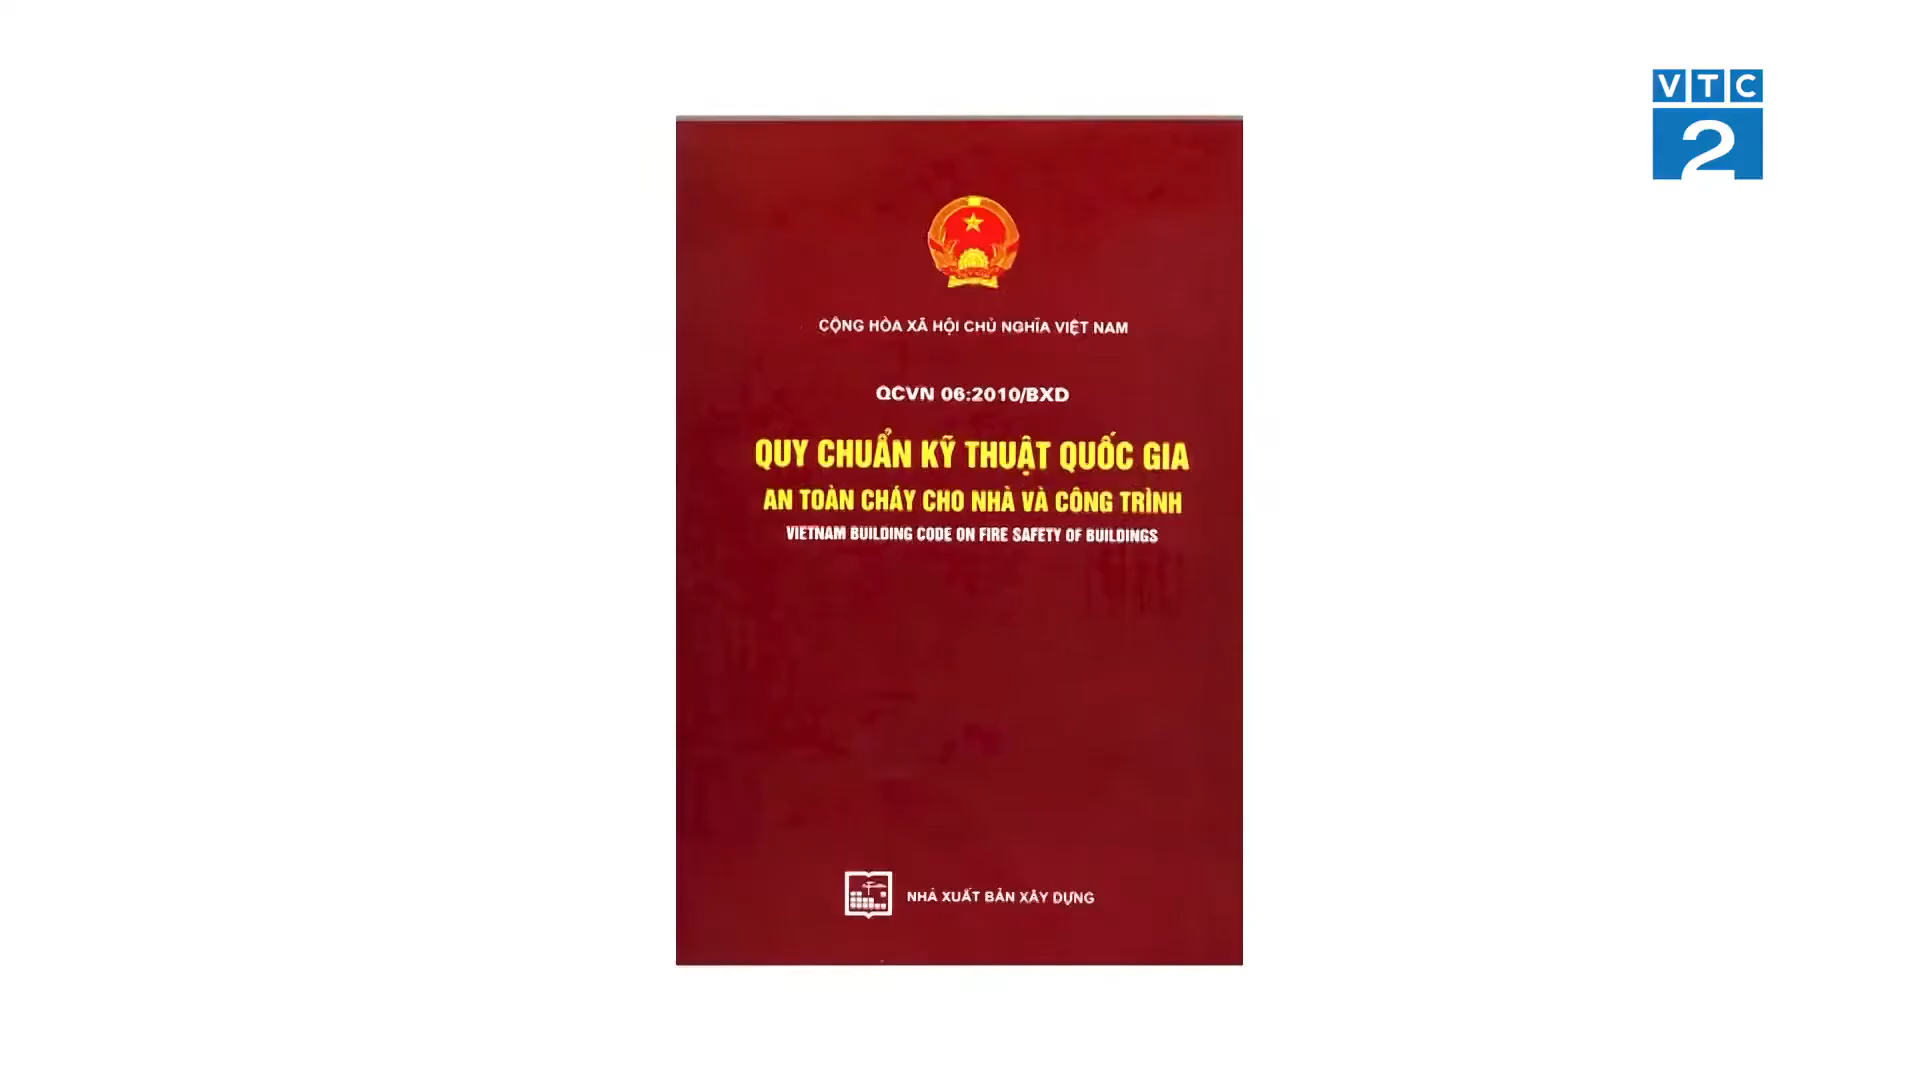 VTC
2
CỘNG HÒA XÃ HỘI CHỦ NGHĨA VIỆT NAM
QCVN 06:2010/BXD
QUY CHUẨN KỸ THUẬT QUỐC GIA
AN TOÀN CHÁY CHO NHÀ VÀ CÔNG TRÌNH
VIETNAM BUILDING CODE ON FIRE SAFETY OF BUILDINGS
NHÀ XUẤT BẢN XÂY DỰNG